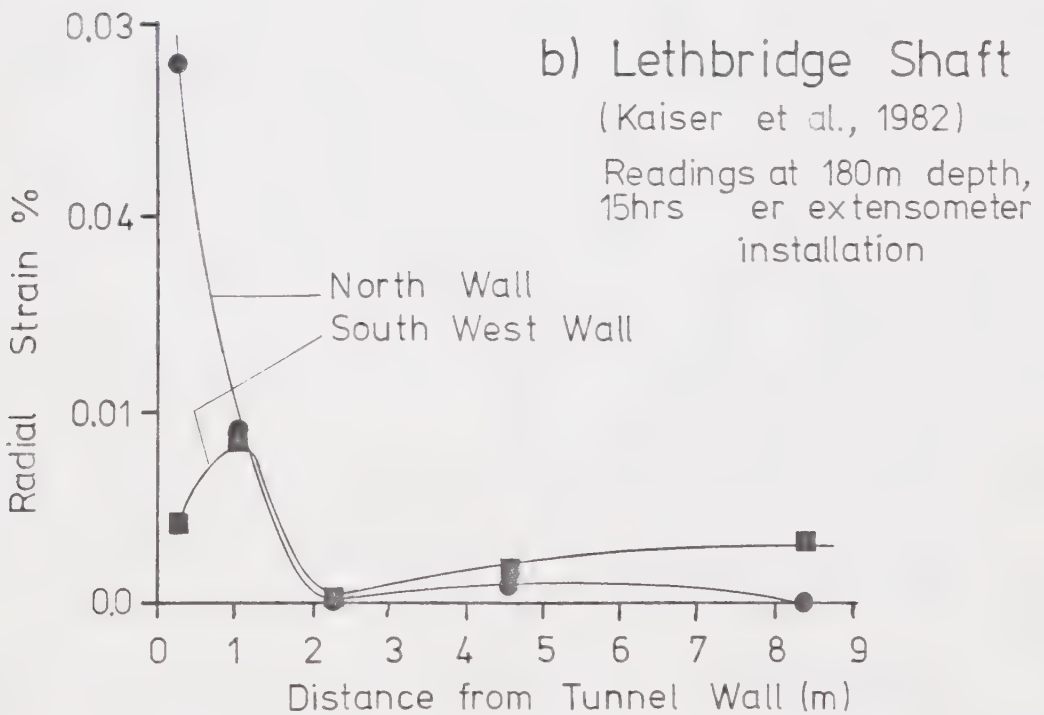 b) Lethbridge Shaft
(Kaiser et al., 1982)
Readings at 180m depth,
15hrs er extensometer
installation
Radial Strain %
0.03
0.04
0.01
0.0
North Wall
South West Wall
0 1 2 3 4 5 6 7 8 9
Distance from Tunnel Wall (m)